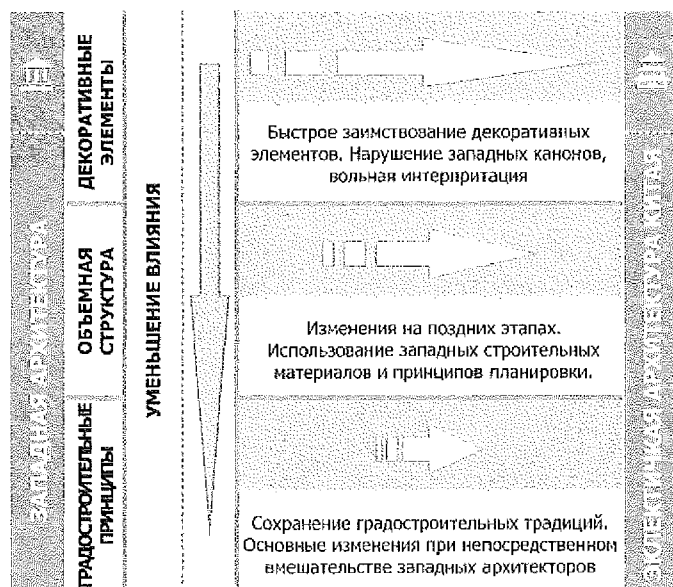 ЗАПАДНАЯ АРХИТЕКТУРА
ДЕКОРАТИВНЫЕ
ЭЛЕМЕНТЫ
ОБЪЕМНАЯ
СТРУКТУРА
ГРАДОСТРОИТЕЛЬНЫЕ
ПРИНЦИПЫ
УМЕНЬШЕНИЕ ВЛИЯНИЯ
Быстрое заимствование декоративных
элементов. Нарушение западных канонов,
вольная интерпритация
Изменения на поздних этапах.
Использование западных строительных
материалов и принципов планировки.
Сохранение градостроительных традиций.
Основные изменения при непосредственном
вмешательстве западных архитекторов
АРХИТЕКТУРА КИТАЯ